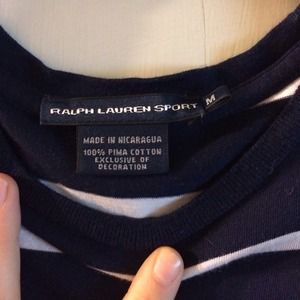 RALPH LAUREN SPORT
M
MADE IN NICARAGUA
100% PIMA COTTON
EXCLUSIVE OF
DECORATION